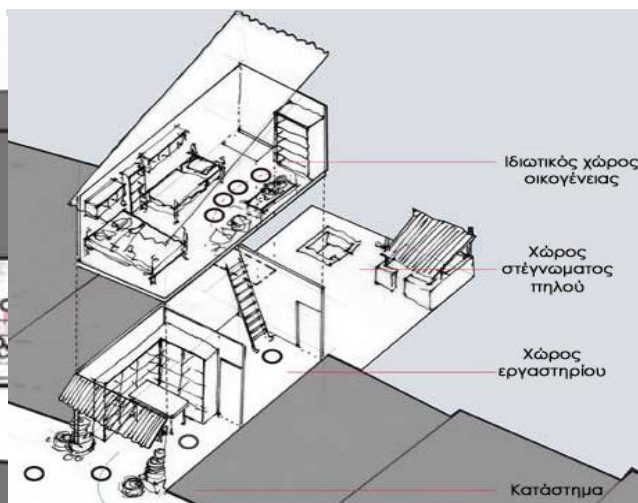 Ιδιωτικός χώρος
οικογένειας
Χώρος
στέγνωματος
πηλού
Χώρος
εργαστηρίου
Κατάστημα